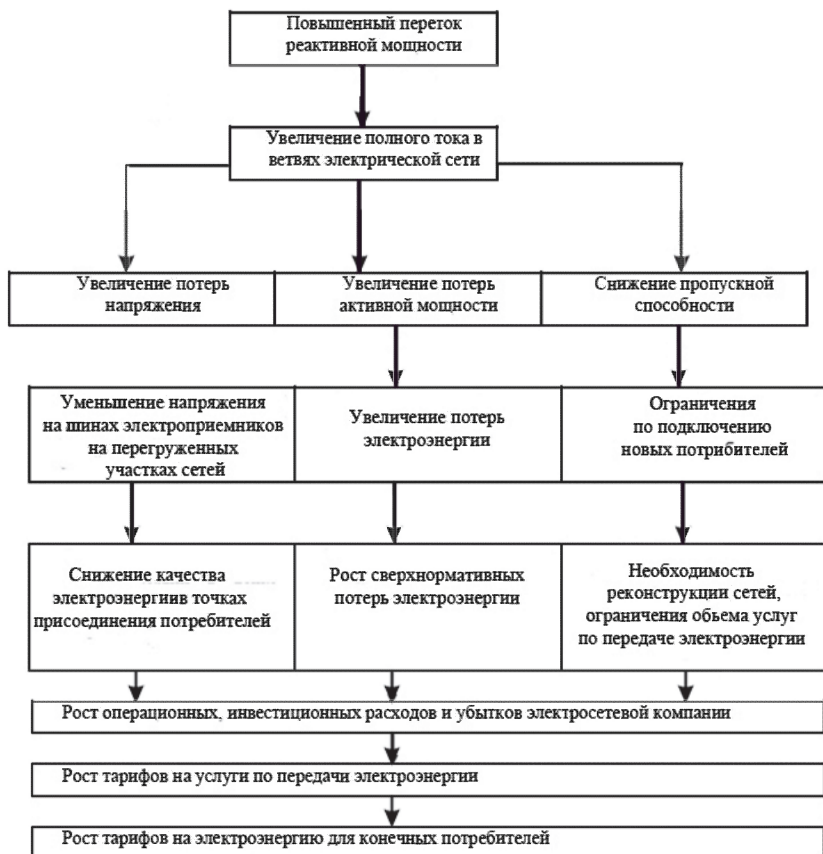 Повышенный переток
реактивной мощности
Увеличение полного тока в
ветвях электрической сети
Увеличение потерь
напряжения
Увеличение потерь
активной мощности
Снижение пропускной
способности
Уменьшение напряжения
на шинах электроприемников
на перегруженных
участках сетей
Увеличение потерь
электроэнергии
Ограничения
по подключению
новых потрибителей
Снижение качества
электроэнергиив точках
присоединения потребителей
Рост сверхнормативных
потерь электроэнергии
Необходимость
реконструкции сетей,
ограничения обьема услуг
по передаче электроэнергии
Рост операционных, инвестиционных расходов и убытков электросетевой компании
Рост тарифов на услуги по передачи электроэнергии
Рост тарифов на электроэнергию для конечных потребителей